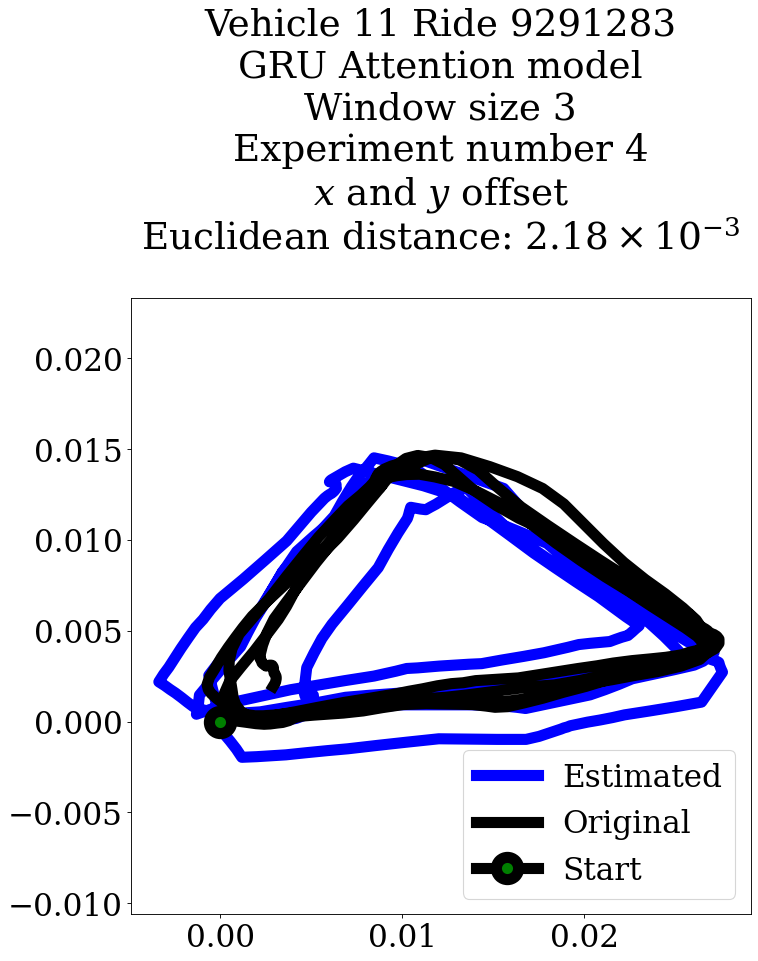 Vehicle 11 Ride 9291283
GRU Attention model
Window size 3
Experiment number 4
x and y offset
Euclidean distance: 2.18 × 10⁻³
0.020
0.015
0.010
0.005
0.000
−0.005
−0.010
Estimated
Original
Start
0.00 0.01 0.02